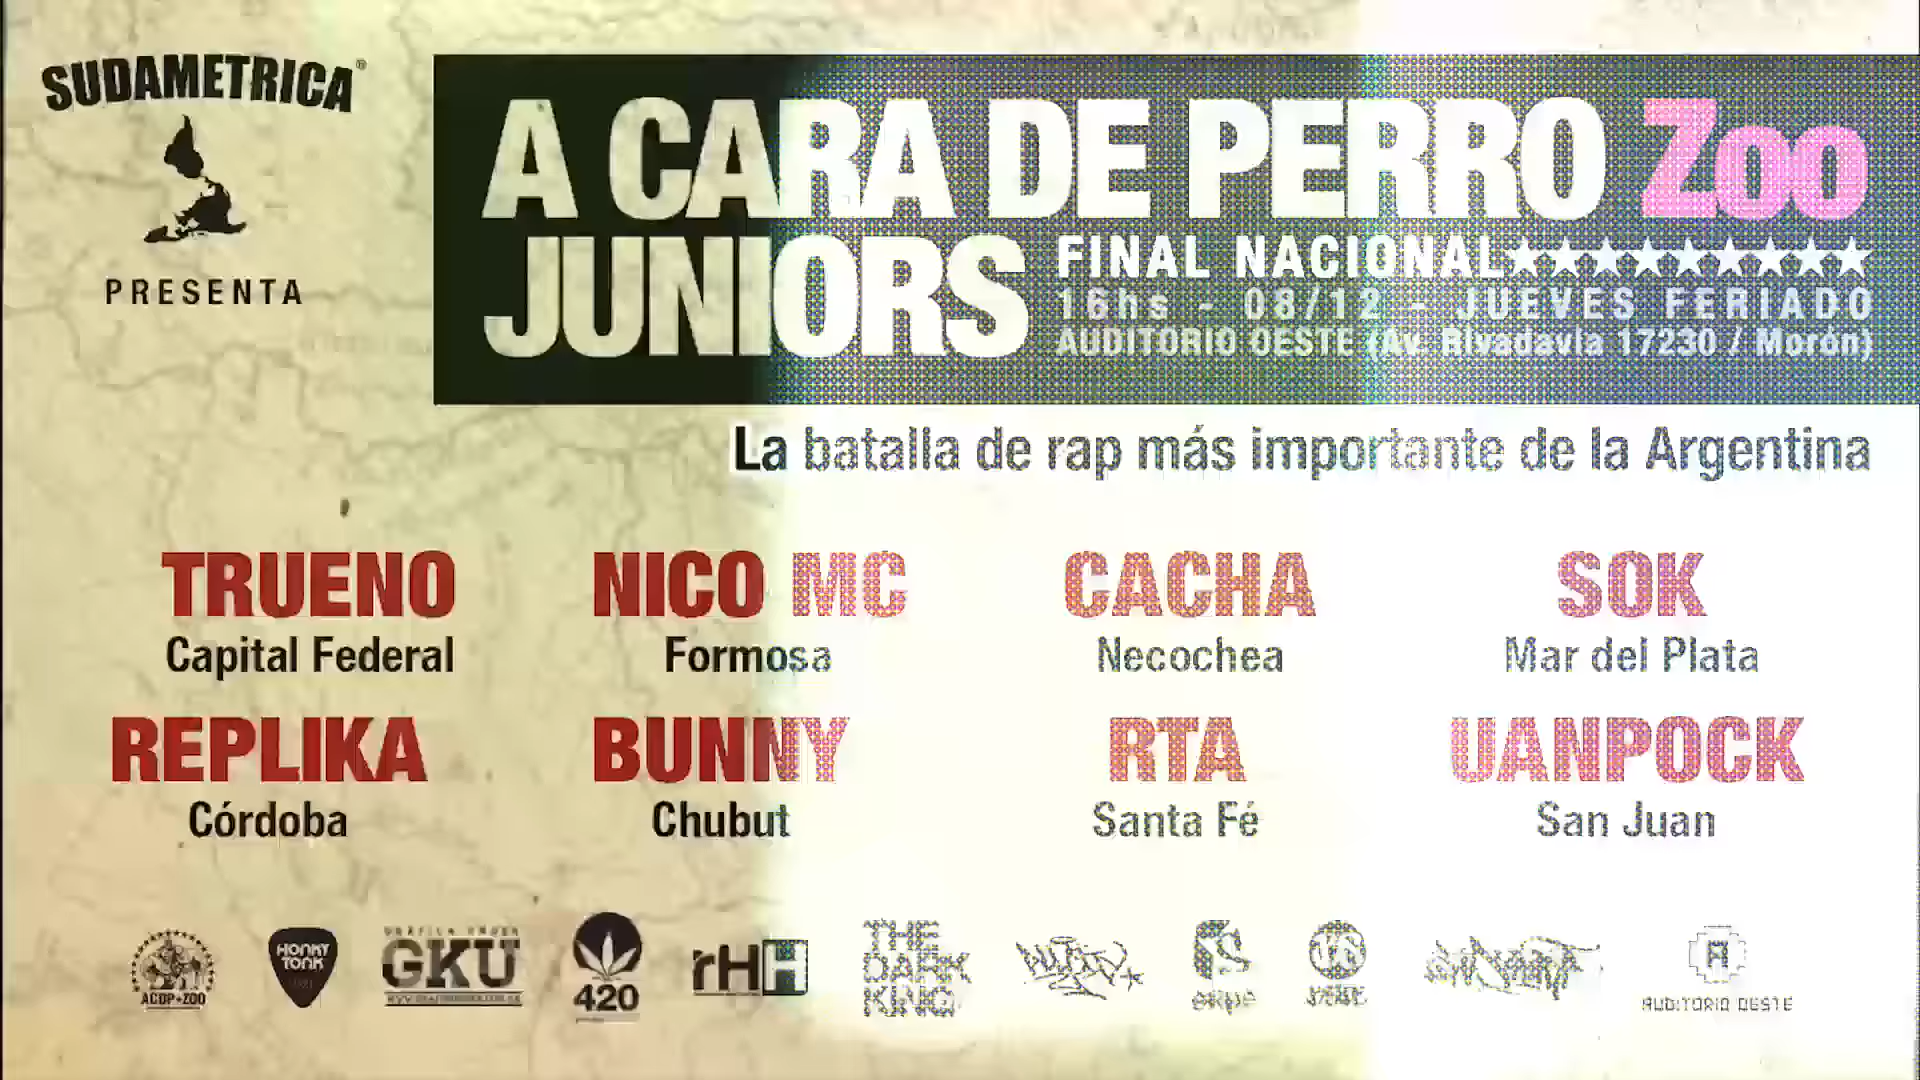 SUDAMETRICA®
PRESENTA
A CARA DE PERRO Zoo
JUNIORS
FINAL NACIONAL★★★★★★★★★
16hs - 08/12 - JUEVES FERIADO
AUDITORIO OESTE (Av. Rivadavia 17230 / Morón)
La batalla de rap más importante de la Argentina
TRUENO
Capital Federal
NICO MC
Formosa
CACHA
Necochea
SOK
Mar del Plata
REPLIKA
Córdoba
BUNNY
Chubut
RTA
Santa Fé
UANPOCK
San Juan
ACDP+ZOO
HONKY
TONK
GKU
420
rHH
THE
DARK
KING
AUDITORIO OESTE